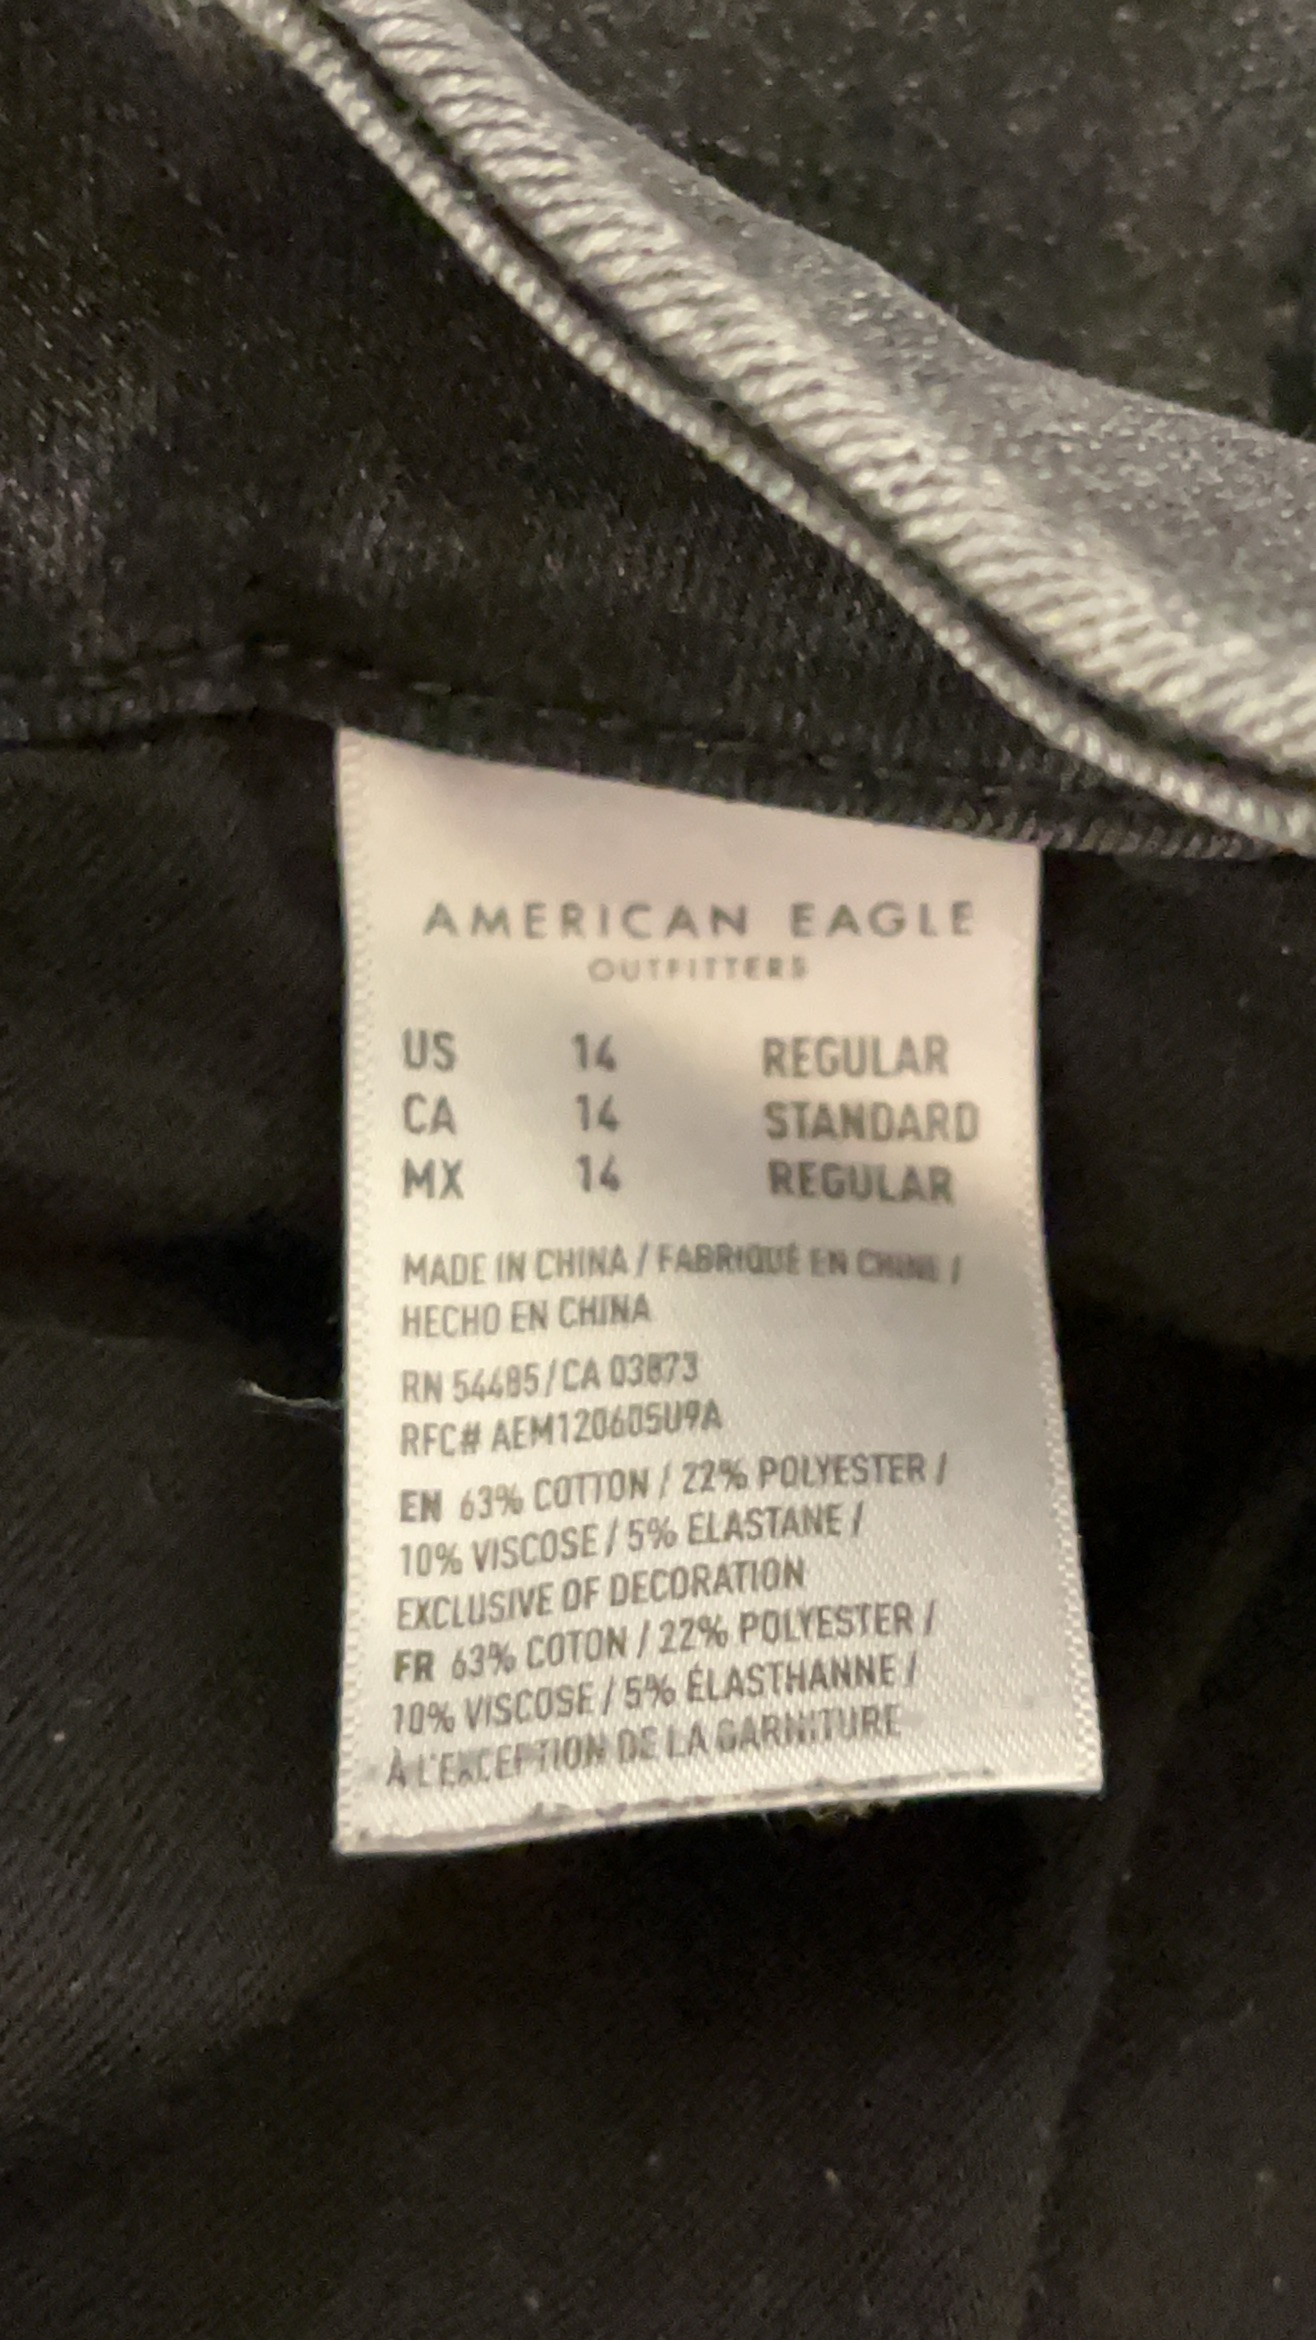 AMERICAN EAGLE
OUTFITTERS
US 14 REGULAR
CA 14 STANDARD
MX 14 REGULAR
MADE IN CHINA / FABRIQUÉ EN CHINE /
HECHO EN CHINA
RN 54485/CA 03873
RFC# AEM120605U9A
EN 63% COTTON / 22% POLYESTER /
10% VISCOSE / 5% ELASTANE /
EXCLUSIVE OF DECORATION
FR 63% COTON / 22% POLYESTER /
10% VISCOSE / 5% ÉLASTHANNE /
À L'EXCEPTION DE LA GARNITURE